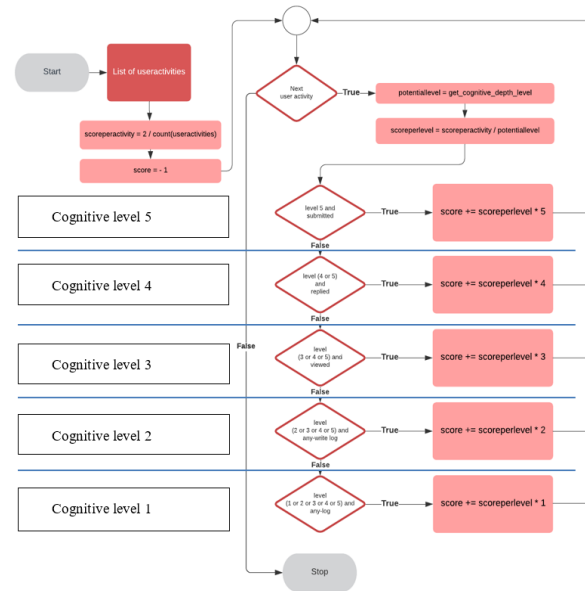 Start
List of useractivities
scoreperactivity = 2 / count(useractivities)
score = - 1
Next
user activity
True
potentiallevel = get_cognitive_depth_level
scoreperlevel = scoreperactivity / potentiallevel
Cognitive level 5
level 5 and
submitted
True
score += scoreperlevel * 5
False
Cognitive level 4
level (4 or 5)
and
replied
True
score += scoreperlevel * 4
False
False
Cognitive level 3
level
(3 or 4 or 5) and
viewed
True
score += scoreperlevel * 3
False
Cognitive level 2
level
(2 or 3 or 4 or 5) and
any-write log
True
score += scoreperlevel * 2
False
Cognitive level 1
level
(1 or 2 or 3 or 4 or 5) and
any-log
True
score += scoreperlevel * 1
Stop